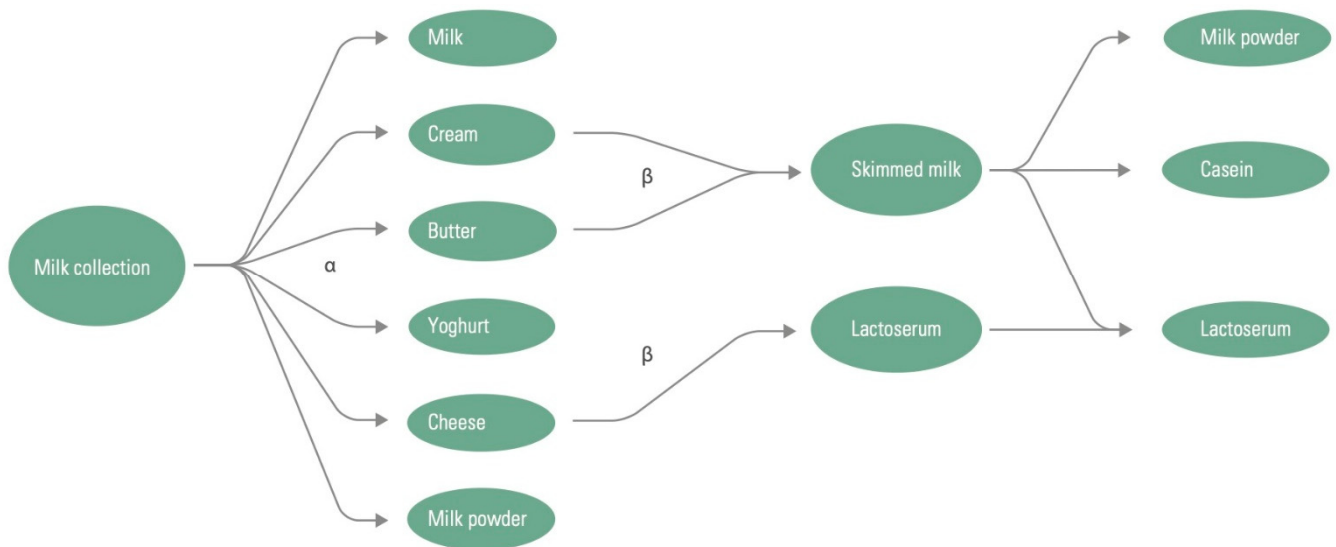 Milk
Milk powder
Cream
β
Skimmed milk
Casein
Butter
Milk collection
α
Yoghurt
β
Lactoserum
Lactoserum
Cheese
Milk powder